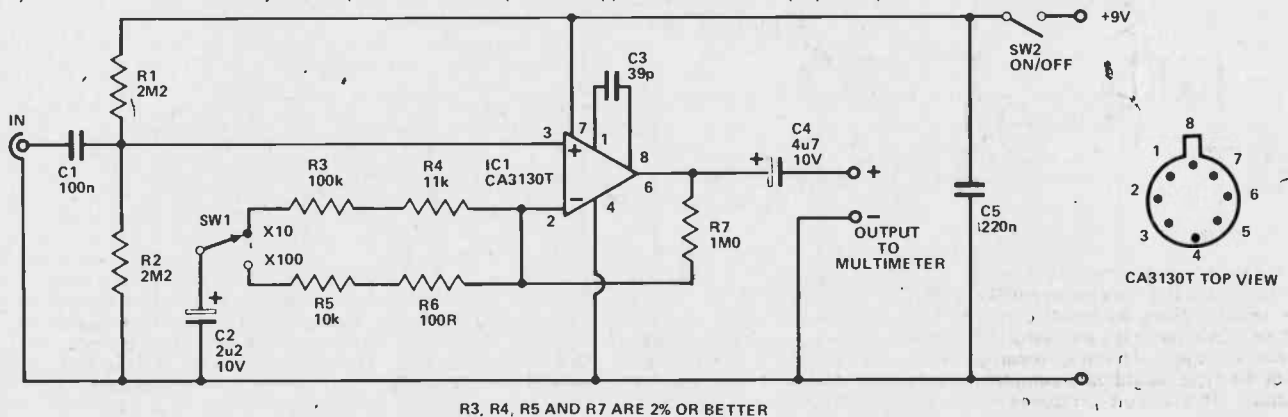 +9V
SW2
ON/OFF
C3
39p
R1
2M2
IN
8
3
7
1
C4
4u7
10V
1
7
C1
100n
R3
100k
R4
11k
IC1
CA3130T
+
8
6
+
+
2
6
−
2
4
SW1
X10
R7
1M0
−
C5
220n
3
5
4
OUTPUT
TO
MULTIMETER
CA3130T TOP VIEW
X100
R2
2M2
+
R5
10k
R6
100R
C2
2u2
10V
R3, R4, R5 AND R7 ARE 2% OR BETTER